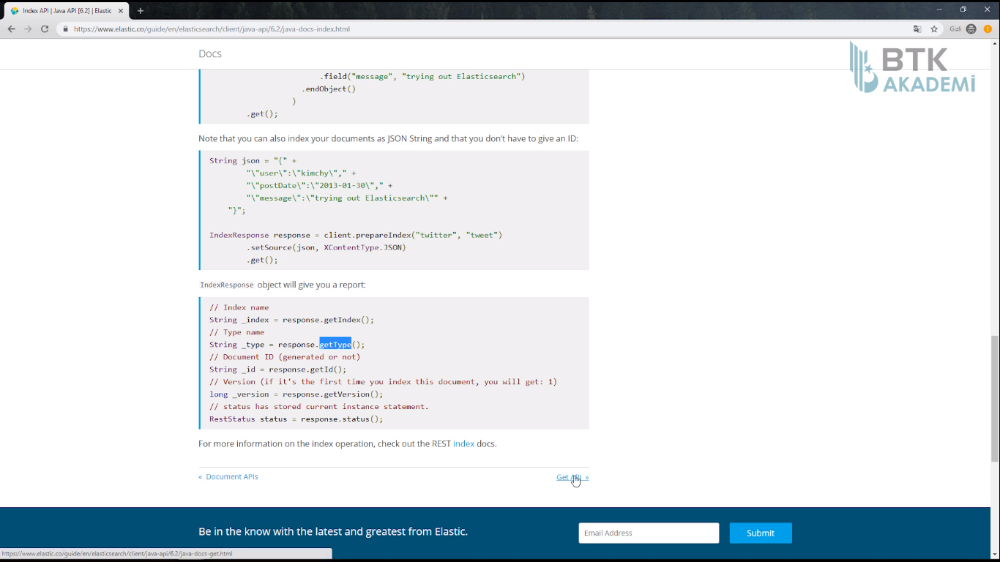 Index API | Java API [6.2] | Elastic
https://www.elastic.co/guide/en/elasticsearch/client/java-api/6.2/java-docs-index.html
Gizli
Docs
BTK
AKADEMİ
.field("message", "trying out Elasticsearch")
.endObject()
)
.get();
Note that you can also index your documents as JSON String and that you don't have to give an ID:
String json = "{" +
"\"user\":\"kimchy\"," +
"\"postDate\":\"2013-01-30\"," +
"\"message\":\"trying out Elasticsearch\"" +
"}";
IndexResponse response = client.prepareIndex("twitter", "tweet")
.setSource(json, XContentType.JSON)
.get();
IndexResponse object will give you a report:
// Index name
String _index = response.getIndex();
// Type name
String _type = response.getType();
// Document ID (generated or not)
String _id = response.getId();
// Version (if it's the first time you index this document, you will get: 1)
long _version = response.getVersion();
// status has stored current instance statement.
RestStatus status = response.status();
For more information on the index operation, check out the REST index docs.
« Document APIs
Get API »
Be in the know with the latest and greatest from Elastic.
Email Address
Submit
https://www.elastic.co/guide/en/elasticsearch/client/java-api/6.2/java-docs-get.html